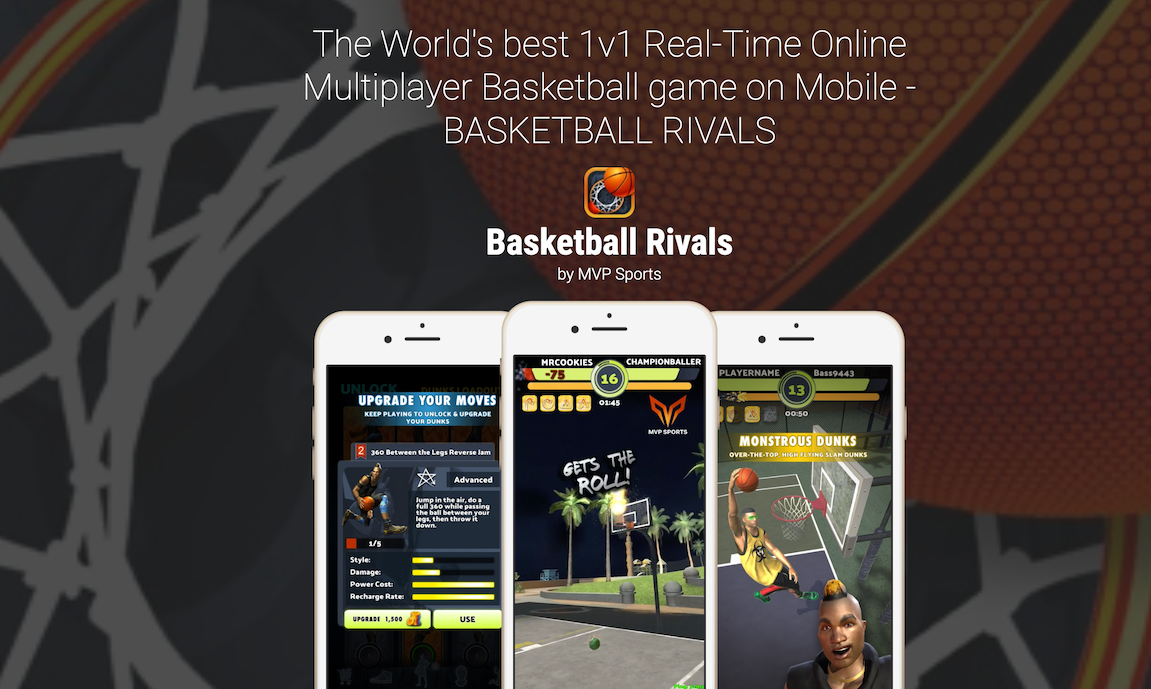 The World's best 1v1 Real-Time Online
Multiplayer Basketball game on Mobile -
BASKETBALL RIVALS
Basketball Rivals
by MVP Sports
UNLOCK
UPGRADE YOUR MOVES
KEEP PLAYING TO UNLOCK & UPGRADE
YOUR DUNKS
2 360 Between the Legs Reverse Jam
Advanced
Jump in the air, do a
full 360 while passing
the ball between your
legs, then throw it
down.
1/5
Style:
Damage:
Power Cost:
Recharge Rate:
UPGRADE 1,500
USE
MRCOOKIES
CHAMPIONBALLER
-75
16
01:45
MVP SPORTS
GETS THE
ROLL!
PLAYERNAME
Bass9443
13
00:50
MONSTROUS DUNKS
OVER-THE-TOP, HIGH FLYING SLAM DUNKS